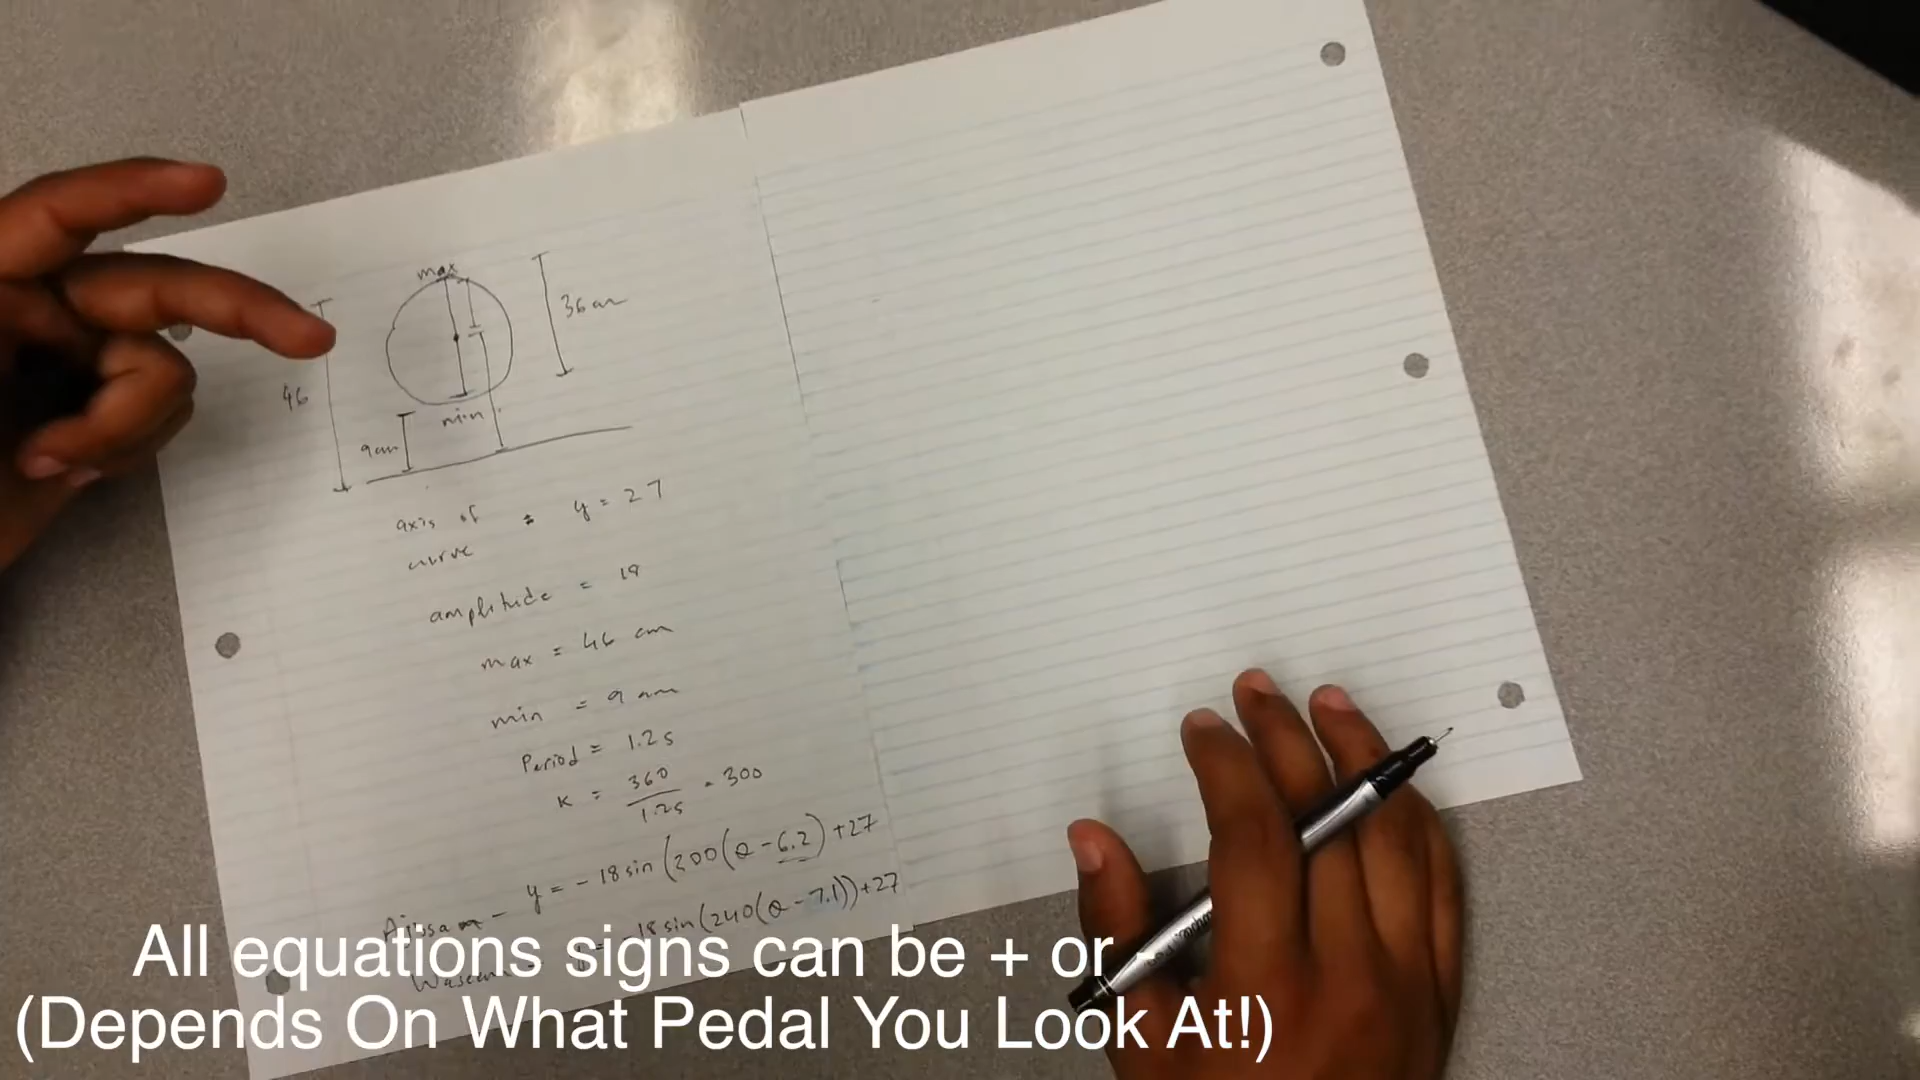 max
36 cm
46
min
9 cm
axis of : y = 27
curve
amplitude = 18
max = 46 cm
min = 9 cm
Period = 1.2 s
K = 360 / 1.2s = 300
y = - 18 sin (300 (θ - 6.2) + 27
- 18 sin (240 (θ - 7.1)) + 27
All equations signs can be + or -
(Depends On What Pedal You Look At!)